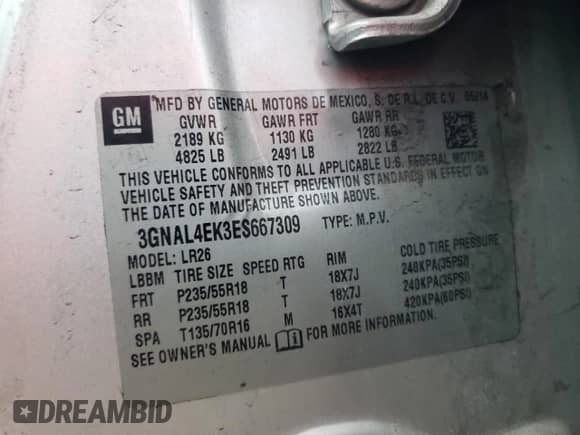 GM
MFD BY GENERAL MOTORS DE MEXICO, S. DE R.L. DE C.V. 05/14
GVWR GAWR FRT GAWR RR
2189 KG 1130 KG 1280 KG
4825 LB 2491 LB 2822 LB
THIS VEHICLE CONFORMS TO ALL APPLICABLE U.S. FEDERAL MOTOR
VEHICLE SAFETY AND THEFT PREVENTION STANDARDS IN EFFECT ON
THE DATE OF MANUFACTURE SHOWN ABOVE.
3GNAL4EK3ES667309 TYPE: M.P.V.
MODEL: LR26
LBBM TIRE SIZE SPEED RTG RIM COLD TIRE PRESSURE
FRT P235/55R18 T 18X7J 240KPA(35PSI)
RR P235/55R18 T 18X7J 240KPA(35PSI)
SPA T135/70R16 M 16X4T 420KPA(60PSI)
SEE OWNER'S MANUAL FOR MORE INFORMATION.
DREAMBID